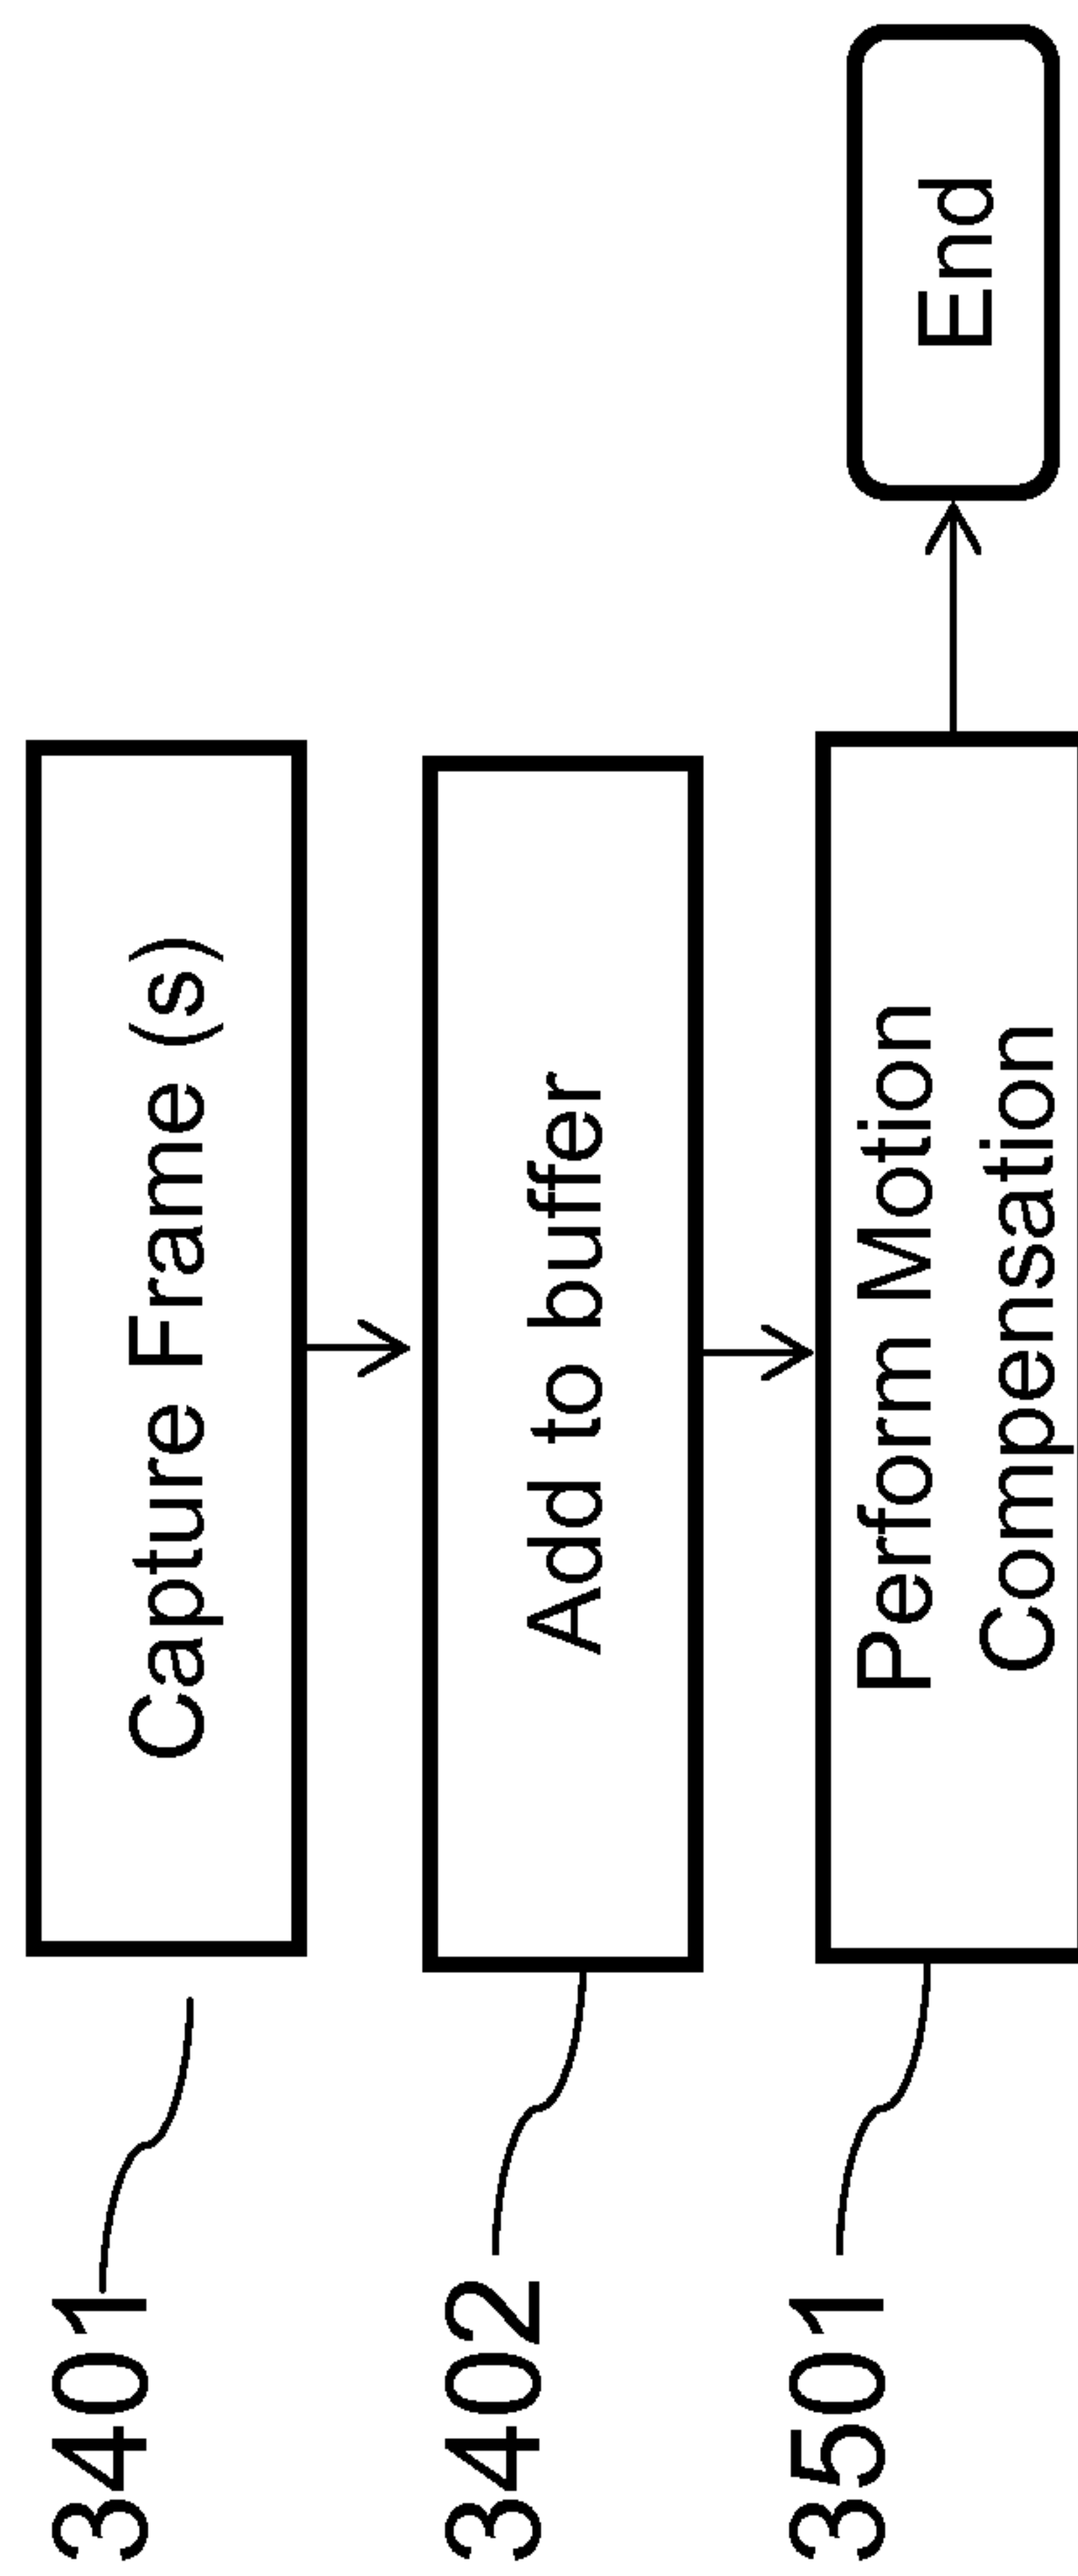 3401
Capture Frame (s)
3402
Add to buffer
3501
Perform Motion
Compensation
End